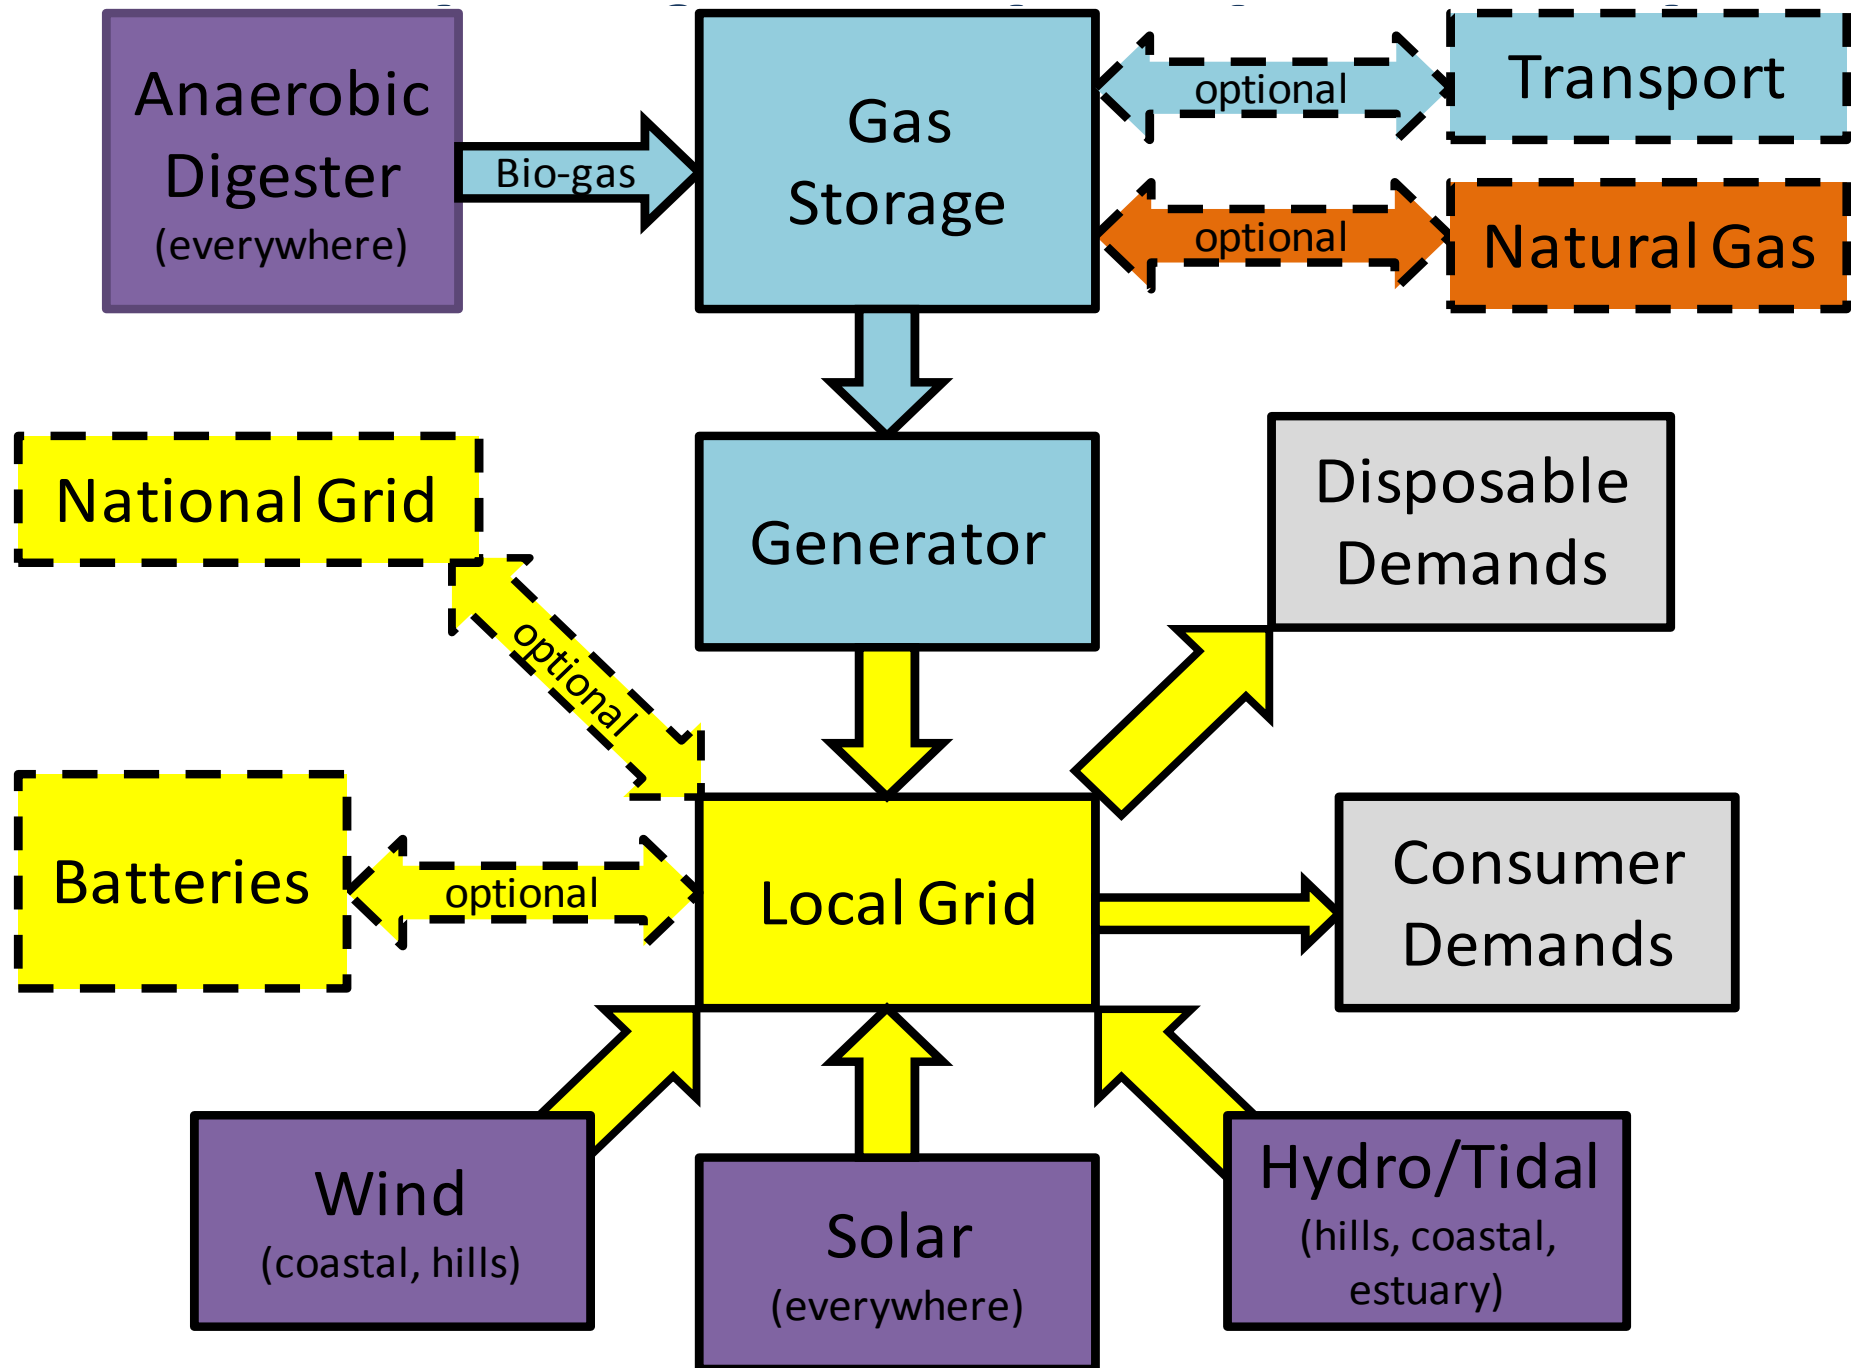 Anaerobic
Digester
(everywhere)
Bio-gas
Gas
Storage
optional
Transport
optional
Natural Gas
National Grid
optional
Generator
Disposable
Demands
Batteries
optional
Local Grid
Consumer
Demands
Wind
(coastal, hills)
Solar
(everywhere)
Hydro/Tidal
(hills, coastal,
estuary)